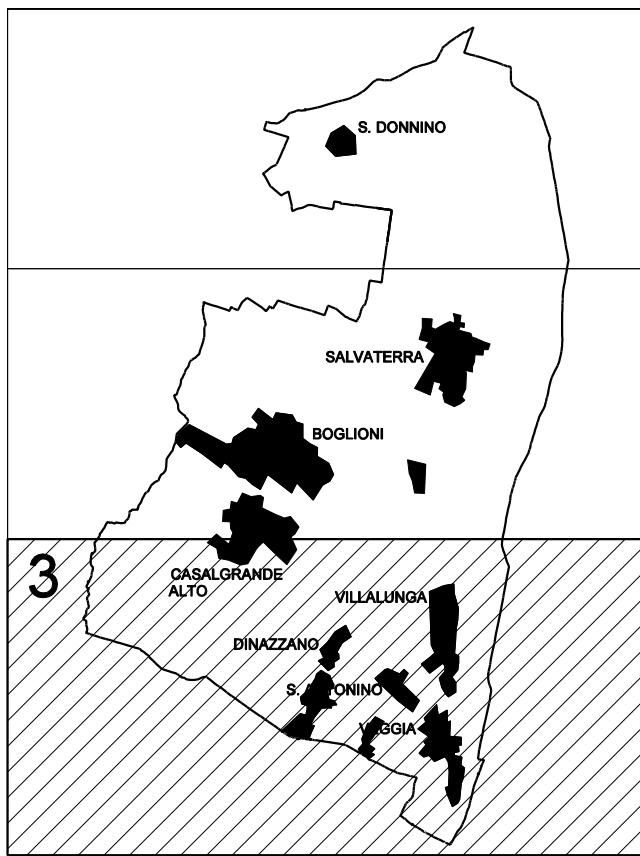 S. DONNINO
SALVATERRA
BOGLIONI
3
CASALGRANDE
ALTO
VILLALUNGA
DINAZZANO
S. ANTONINO
VEGGIA